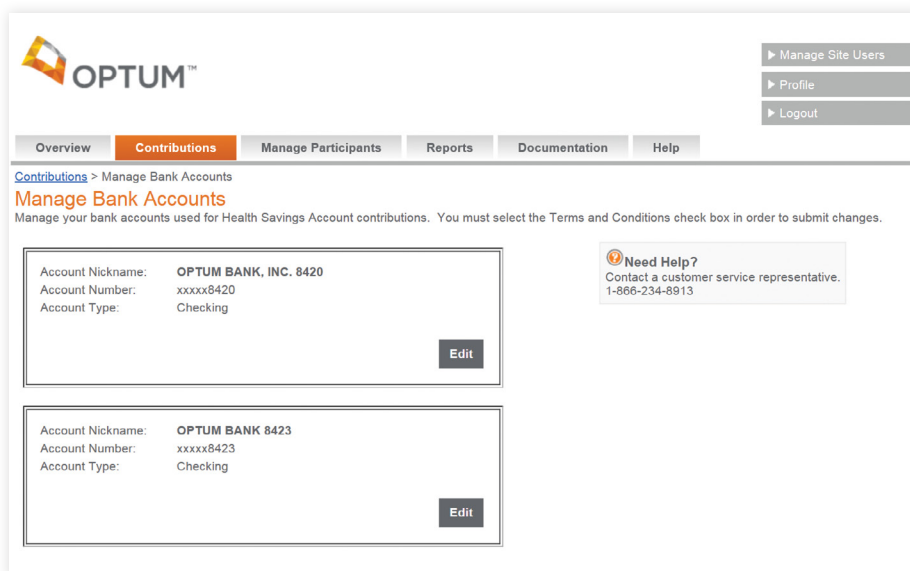 OPTUM™
▶ Manage Site Users
▶ Profile
▶ Logout
Overview Contributions Manage Participants Reports Documentation Help
Contributions > Manage Bank Accounts
Manage Bank Accounts
Manage your bank accounts used for Health Savings Account contributions. You must select the Terms and Conditions check box in order to submit changes.
Account Nickname: OPTUM BANK, INC. 8420
Account Number: xxxxx8420
Account Type: Checking
Edit
Need Help?
Contact a customer service representative.
1-866-234-8913
Account Nickname: OPTUM BANK 8423
Account Number: xxxxx8423
Account Type: Checking
Edit